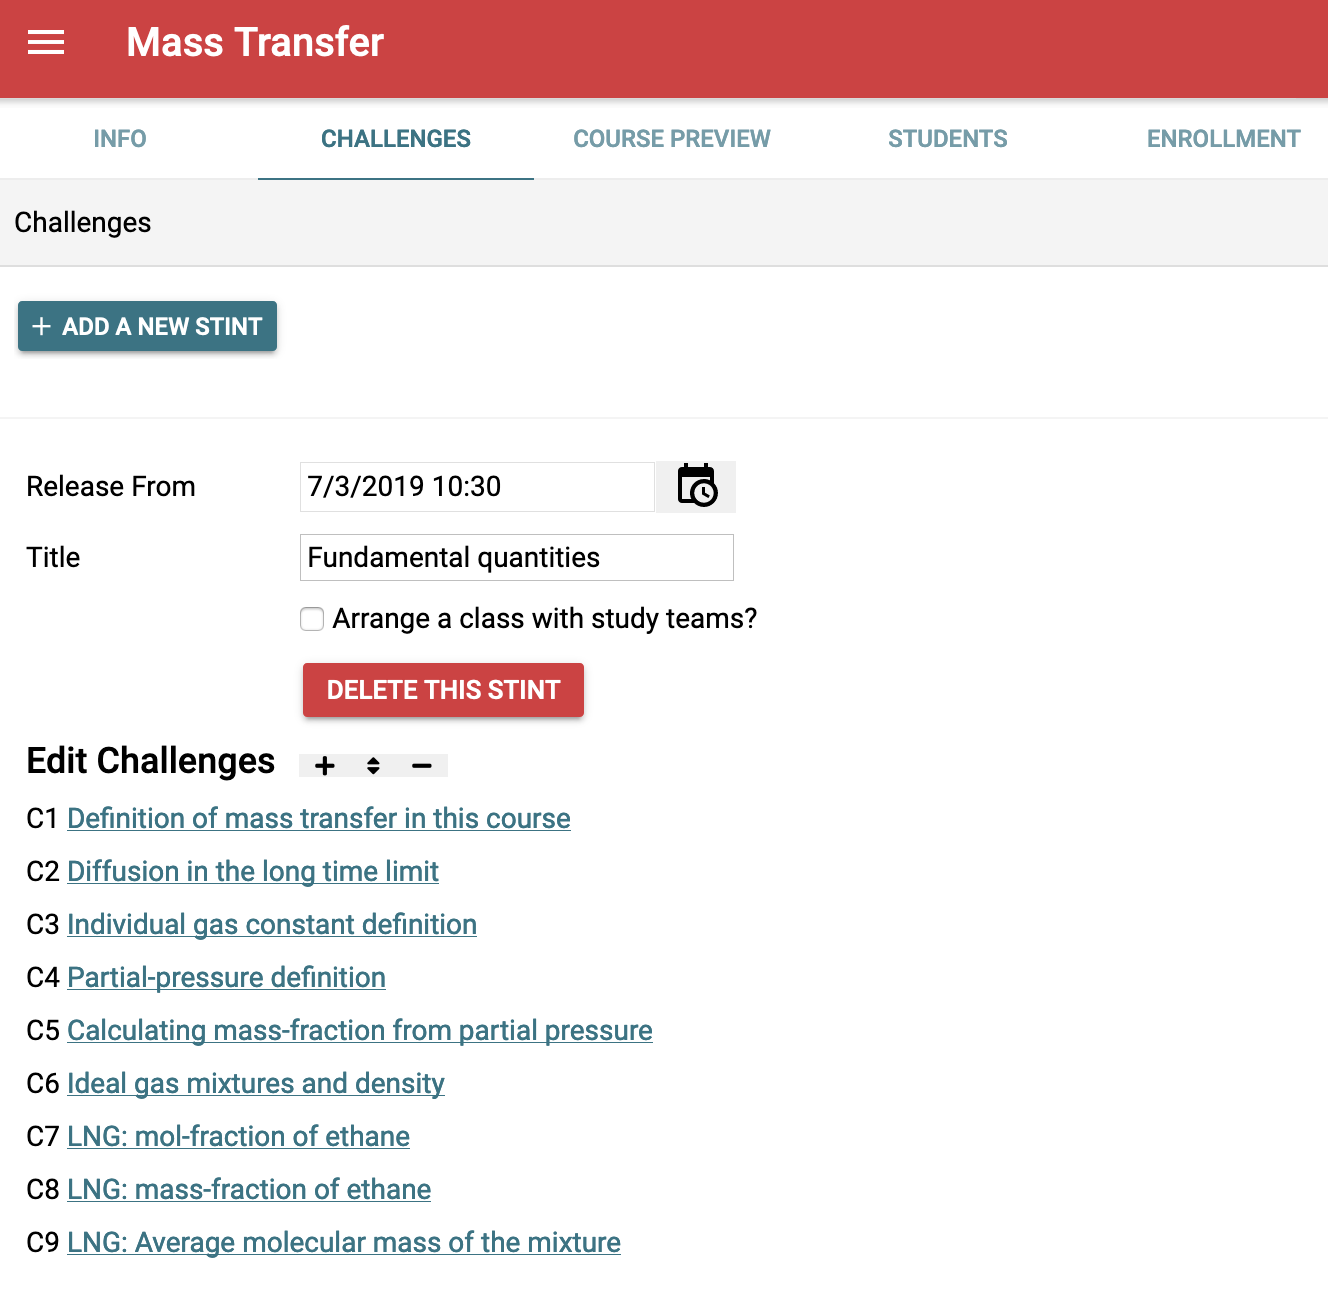 Mass Transfer
INFO CHALLENGES COURSE PREVIEW STUDENTS ENROLLMENT
Challenges
+ ADD A NEW STINT
Release From 7/3/2019 10:30
Title Fundamental quantities
Arrange a class with study teams?
DELETE THIS STINT
Edit Challenges
C1 Definition of mass transfer in this course
C2 Diffusion in the long time limit
C3 Individual gas constant definition
C4 Partial-pressure definition
C5 Calculating mass-fraction from partial pressure
C6 Ideal gas mixtures and density
C7 LNG: mol-fraction of ethane
C8 LNG: mass-fraction of ethane
C9 LNG: Average molecular mass of the mixture